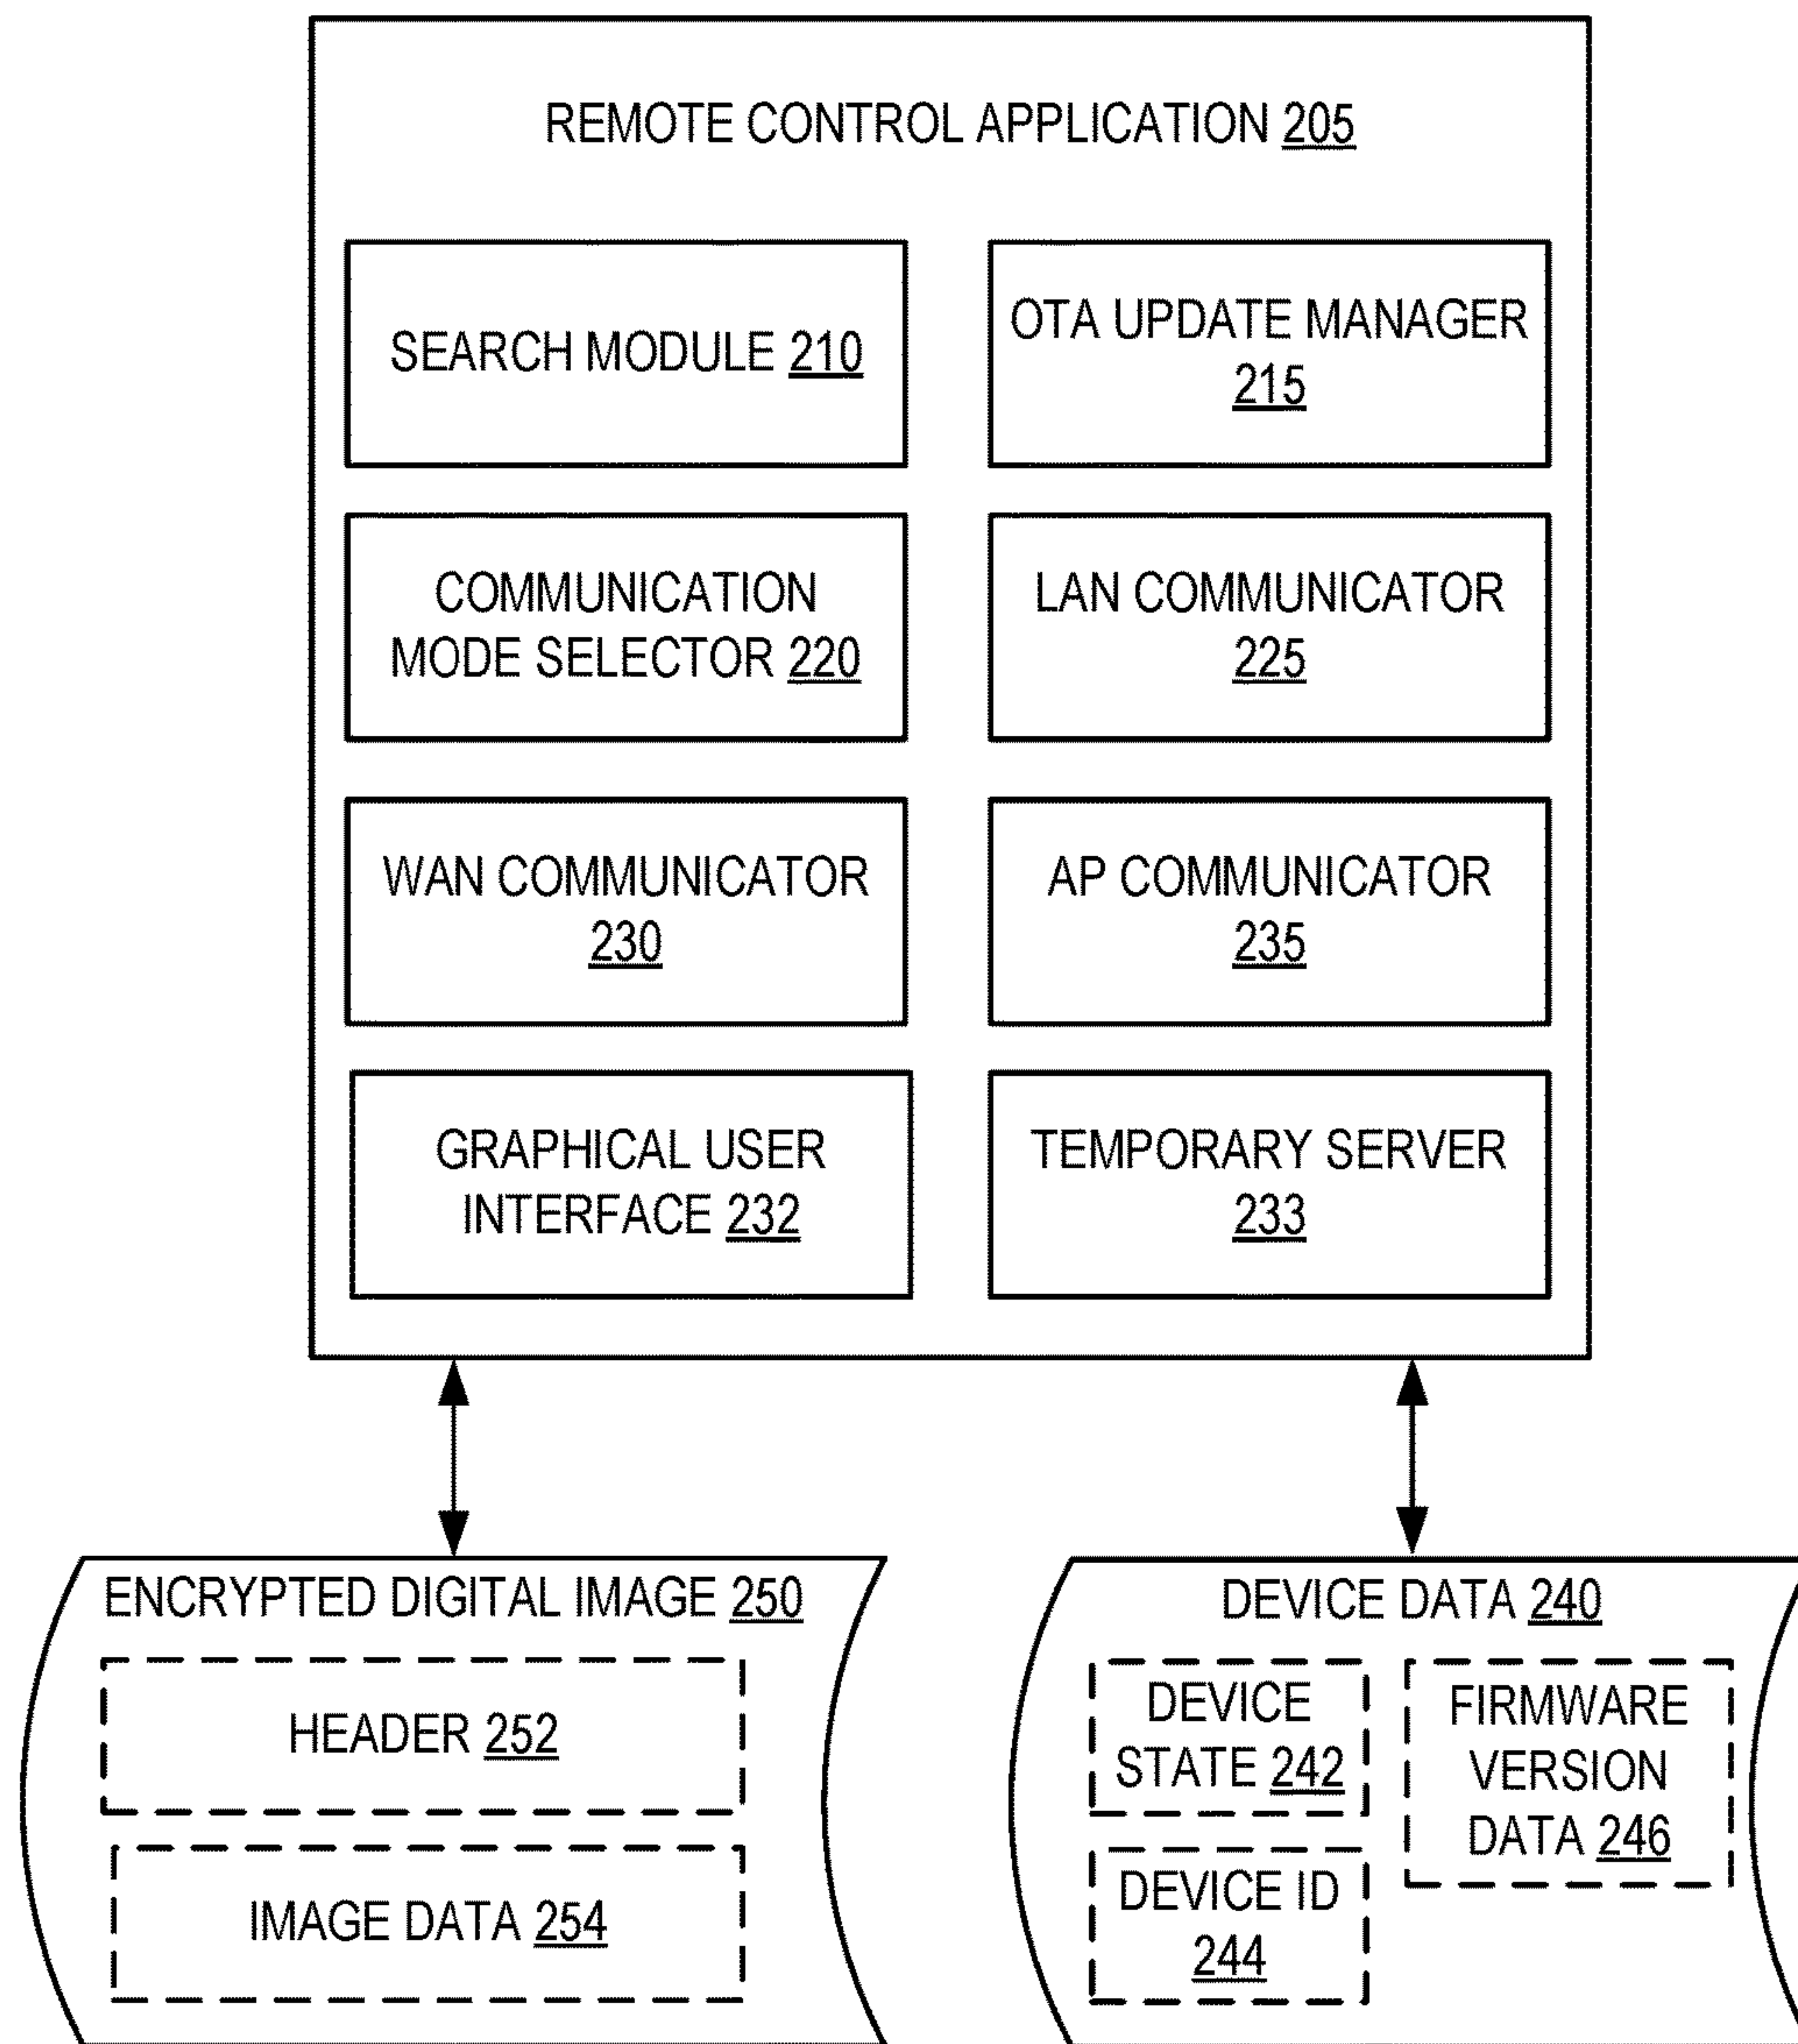 REMOTE CONTROL APPLICATION 205
SEARCH MODULE 210
OTA UPDATE MANAGER
215
COMMUNICATION
MODE SELECTOR 220
LAN COMMUNICATOR
225
WAN COMMUNICATOR
230
AP COMMUNICATOR
235
GRAPHICAL USER
INTERFACE 232
TEMPORARY SERVER
233
ENCRYPTED DIGITAL IMAGE 250
HEADER 252
IMAGE DATA 254
DEVICE DATA 240
DEVICE
STATE 242
DEVICE ID
244
FIRMWARE
VERSION
DATA 246